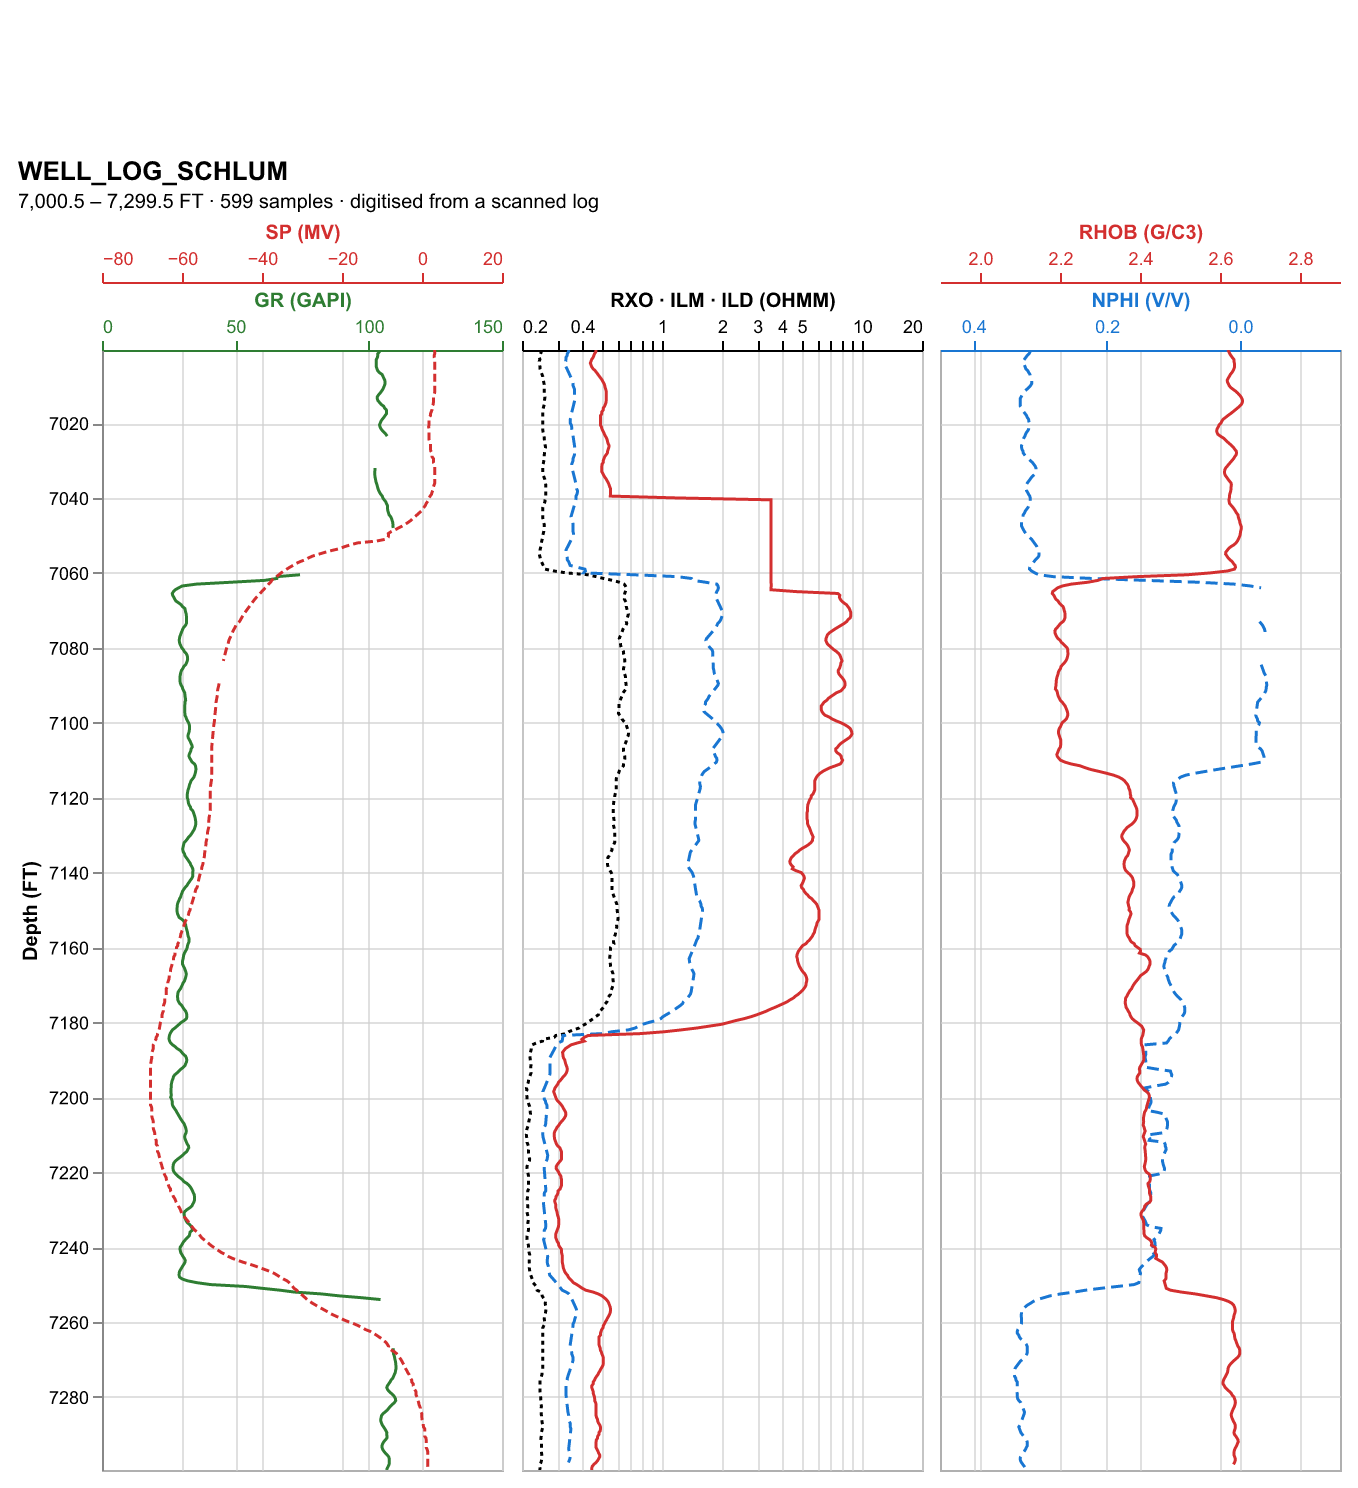 WELL_LOG_SCHLUM
7,000.5 – 7,299.5 FT · 599 samples · digitised from a scanned log
SP (MV)
−80 −60 −40 −20 0 20
GR (GAPI)
0 50 100 150
RXO · ILM · ILD (OHMM)
0.2 0.4 1 2 3 4 5 10 20
RHOB (G/C3)
2.0 2.2 2.4 2.6 2.8
NPHI (V/V)
0.4 0.2 0.0
Depth (FT)
7020
7040
7060
7080
7100
7120
7140
7160
7180
7200
7220
7240
7260
7280